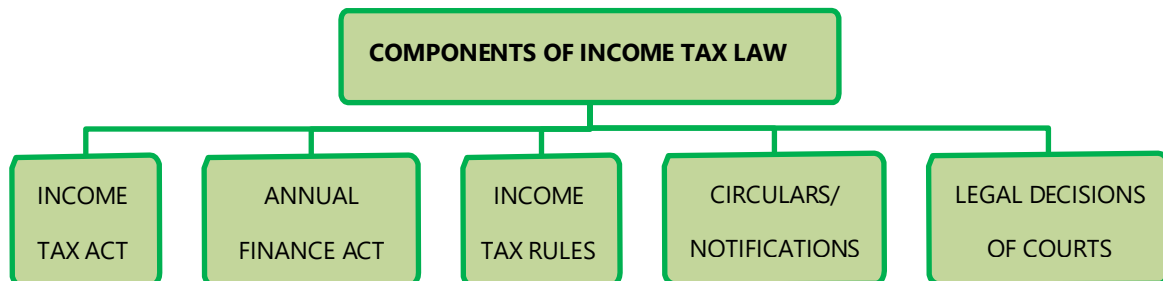 COMPONENTS OF INCOME TAX LAW
INCOME
TAX ACT
ANNUAL
FINANCE ACT
INCOME
TAX RULES
CIRCULARS/
NOTIFICATIONS
LEGAL DECISIONS
OF COURTS